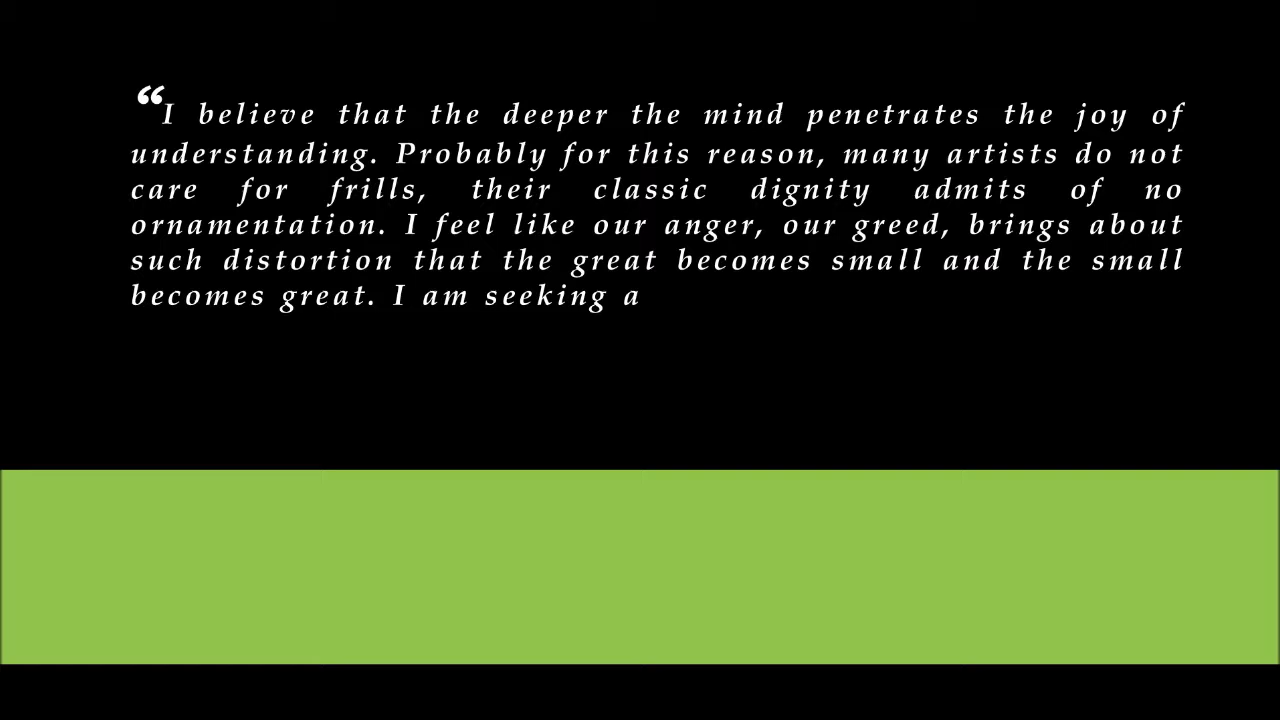 “I believe that the deeper the mind penetrates the joy of
understanding. Probably for this reason, many artists do not
care for frills, their classic dignity admits of no
ornamentation. I feel like our anger, our greed, brings about
such distortion that the great becomes small and the small
becomes great. I am seeking a